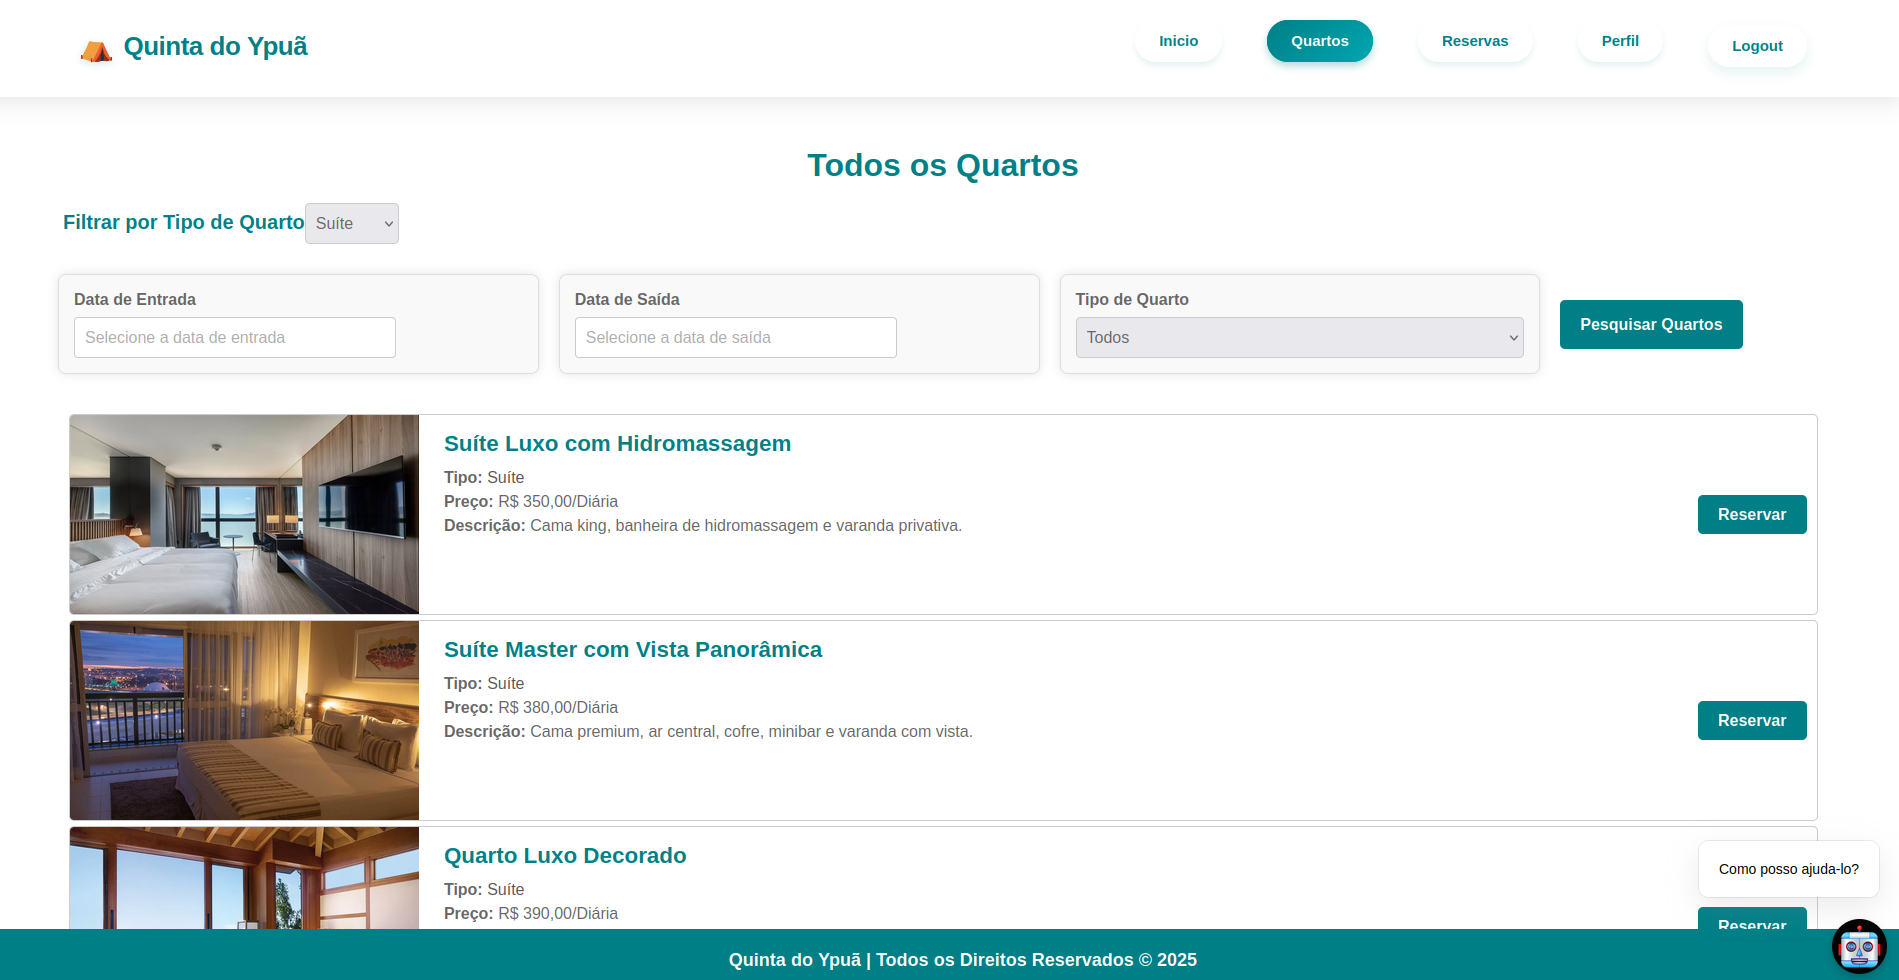 Quinta do Ypuã
Inicio
Quartos
Reservas
Perfil
Logout
Todos os Quartos
Filtrar por Tipo de Quarto
Suíte
Data de Entrada
Selecione a data de entrada
Data de Saída
Selecione a data de saída
Tipo de Quarto
Todos
Pesquisar Quartos
Suíte Luxo com Hidromassagem
Tipo: Suíte
Preço: R$ 350,00/Diária
Descrição: Cama king, banheira de hidromassagem e varanda privativa.
Reservar
Suíte Master com Vista Panorâmica
Tipo: Suíte
Preço: R$ 380,00/Diária
Descrição: Cama premium, ar central, cofre, minibar e varanda com vista.
Reservar
Quarto Luxo Decorado
Tipo: Suíte
Preço: R$ 390,00/Diária
Como posso ajuda-lo?
Reservar
Quinta do Ypuã | Todos os Direitos Reservados © 2025